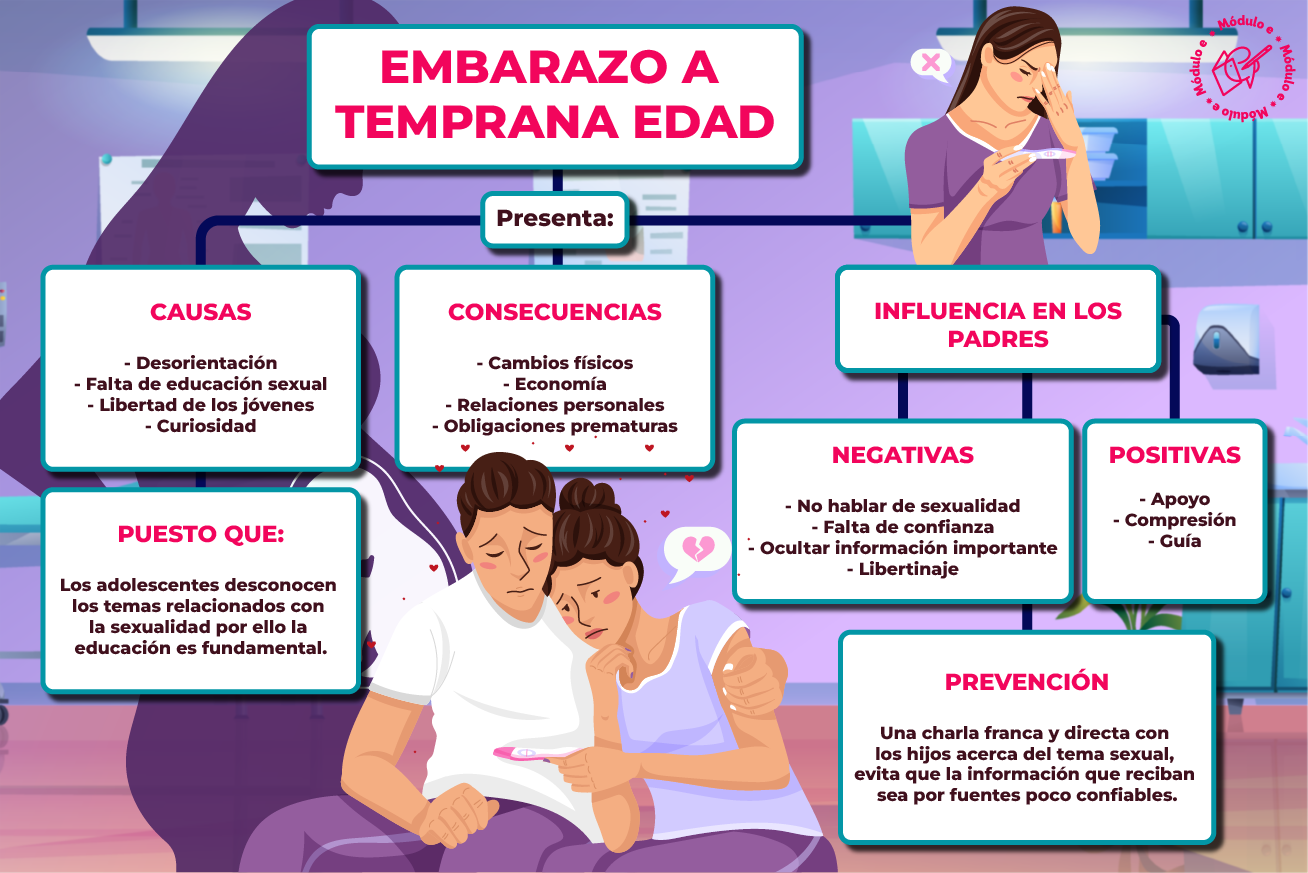 EMBARAZO A
TEMPRANA EDAD
Módulo e * Módulo e * Módulo e * Módulo e *
Presenta:
CAUSAS
- Desorientación
- Falta de educación sexual
- Libertad de los jóvenes
- Curiosidad
CONSECUENCIAS
- Cambios físicos
- Economía
- Relaciones personales
- Obligaciones prematuras
INFLUENCIA EN LOS
PADRES
PUESTO QUE:
Los adolescentes desconocen
los temas relacionados con
la sexualidad por ello la
educación es fundamental.
NEGATIVAS
- No hablar de sexualidad
- Falta de confianza
- Ocultar información importante
- Libertinaje
POSITIVAS
- Apoyo
- Compresión
- Guía
PREVENCIÓN
Una charla franca y directa con
los hijos acerca del tema sexual,
evita que la información que reciban
sea por fuentes poco confiables.